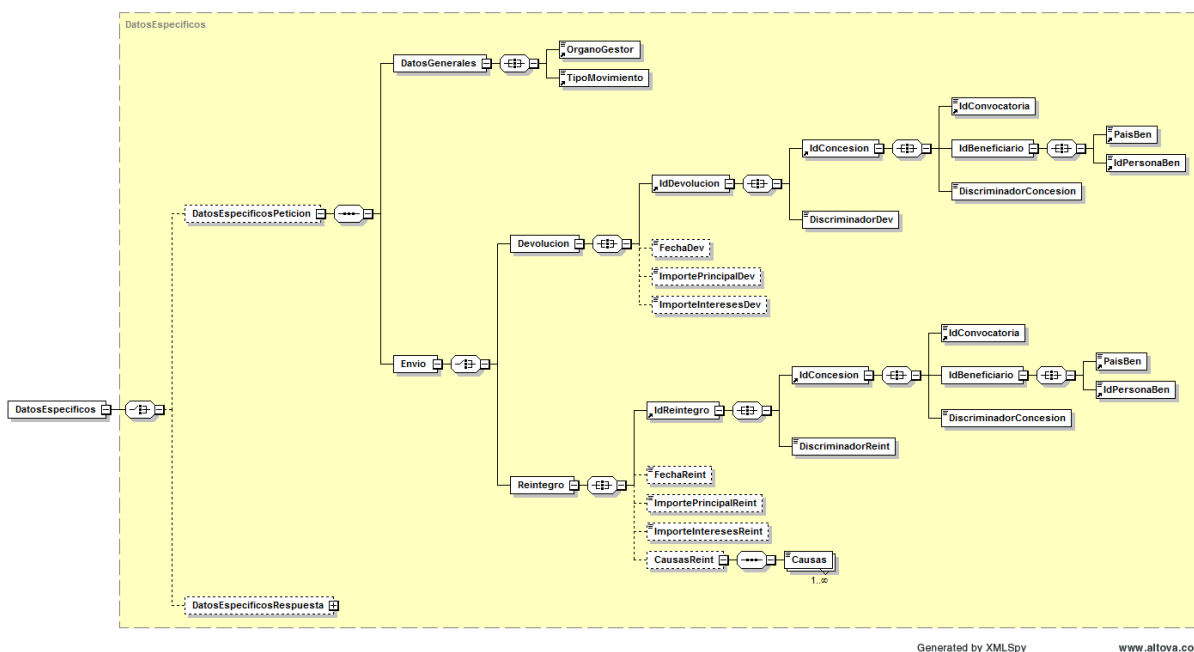 DatosEspecificos
OrganoGestor
DatosGenerales
TipoMovimiento
IdConvocatoria
PaisBen
IdConcesion
IdBeneficiario
IdPersonaBen
IdDevolucion
DiscriminadorConcesion
DatosEspecificosPeticion
DiscriminadorDev
Devolucion
FechaDev
ImportePrincipalDev
ImporteInteresesDev
IdConvocatoria
Envio
PaisBen
IdConcesion
IdBeneficiario
IdPersonaBen
DatosEspecificos
IdReintegro
DiscriminadorConcesion
DiscriminadorReint
FechaReint
Reintegro
ImportePrincipalReint
ImporteInteresesReint
CausasReint
Causas
1..∞
DatosEspecificosRespuesta
Generated by XMLSpy
www.altova.co